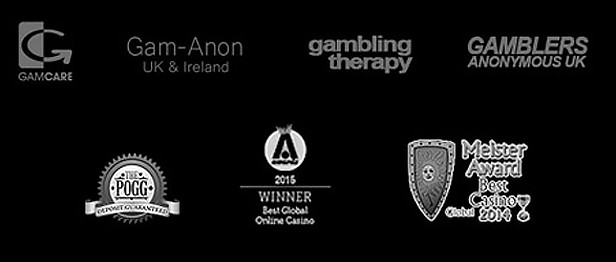 GAMCARE
Gam-Anon
UK & Ireland
gambling
therapy
GAMBLERS
ANONYMOUS UK
THE
POGG
DEPOSIT GUARANTEED
2015
WINNER
Best Global
Online Casino
Meister
Award
Best
Casino
Global 2014